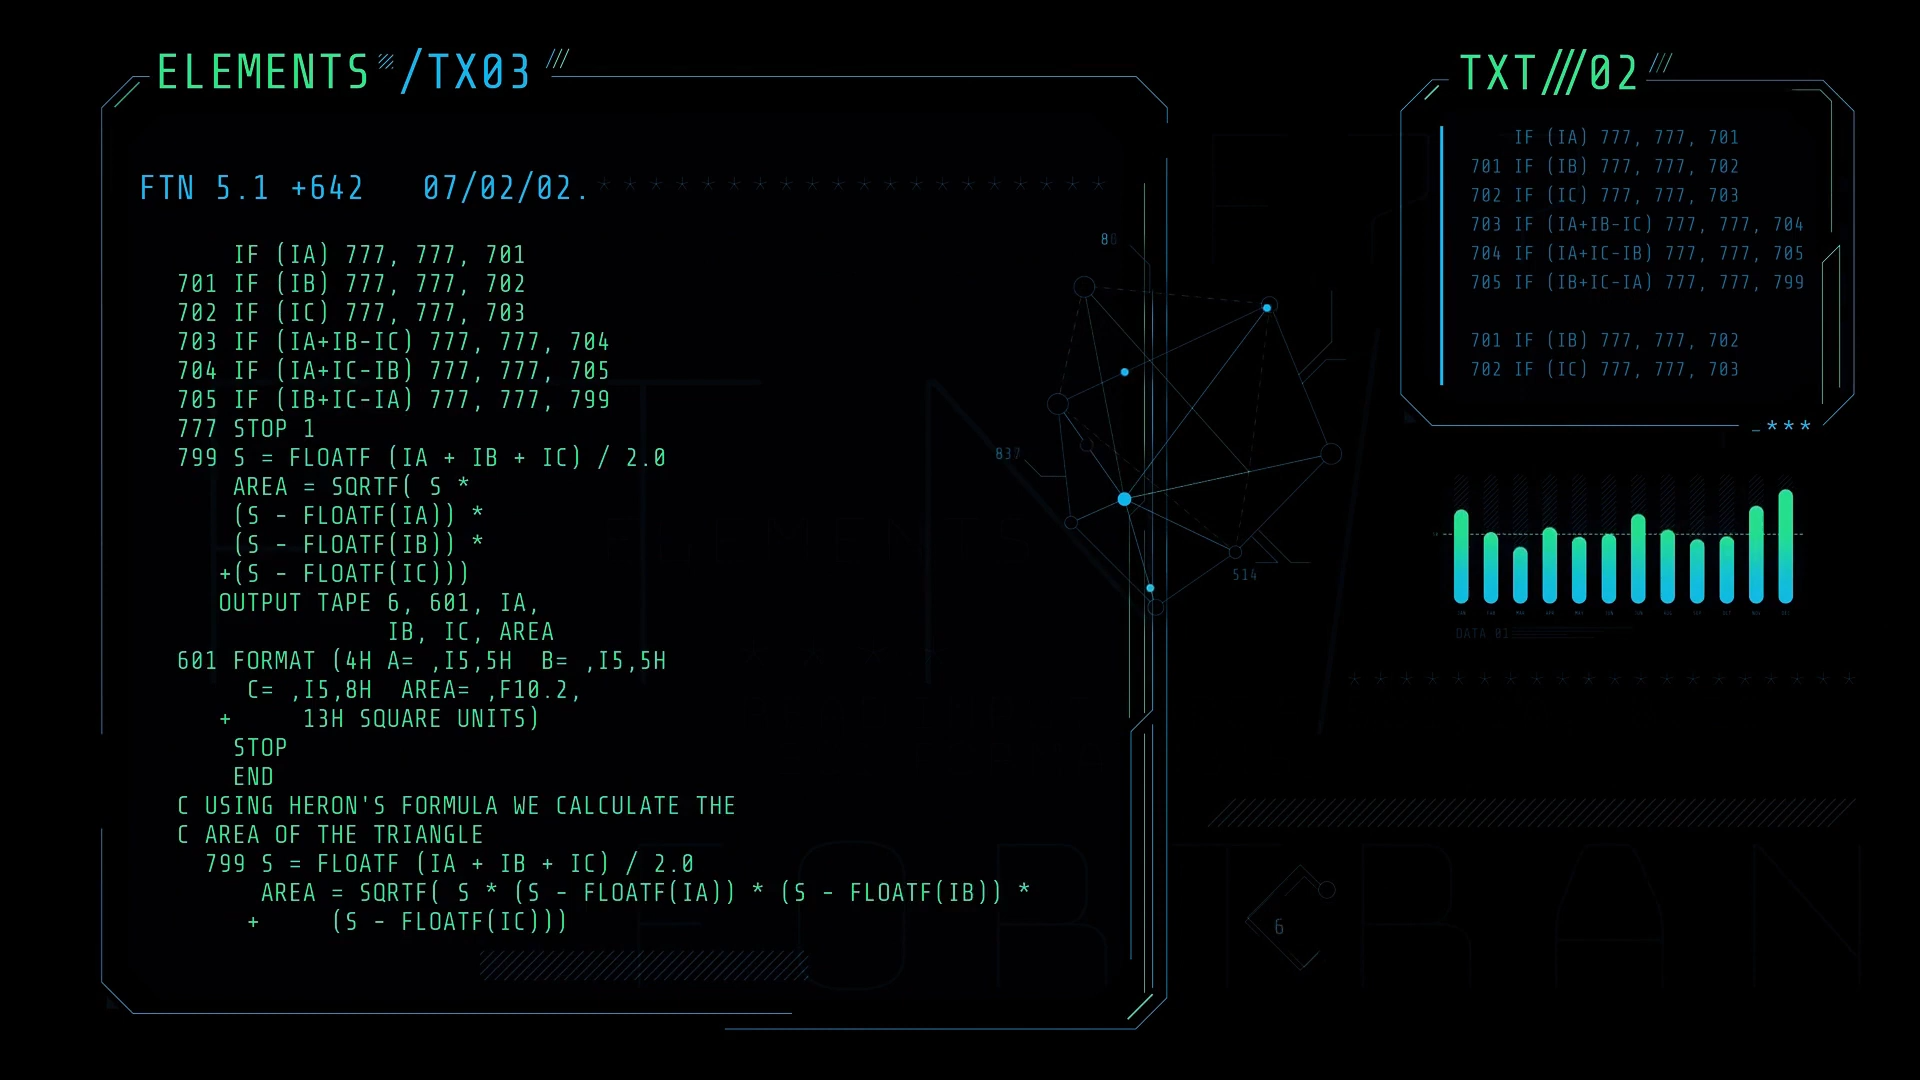 ELEMENTS /TX03 ///
FTN 5.1 +642   07/02/02.
* * * * * * * * * * * * * * * * * * * *
IF (IA) 777, 777, 701
701 IF (IB) 777, 777, 702
702 IF (IC) 777, 777, 703
703 IF (IA+IB-IC) 777, 777, 704
704 IF (IA+IC-IB) 777, 777, 705
705 IF (IB+IC-IA) 777, 777, 799
777 STOP 1
799 S = FLOATF (IA + IB + IC) / 2.0
AREA = SQRTF( S *
(S - FLOATF(IA)) *
(S - FLOATF(IB)) *
+(S - FLOATF(IC)))
OUTPUT TAPE 6, 601, IA,
IB, IC, AREA
601 FORMAT (4H A= ,I5,5H  B= ,I5,5H
C= ,I5,8H  AREA= ,F10.2,
+     13H SQUARE UNITS)
STOP
END
C USING HERON'S FORMULA WE CALCULATE THE
C AREA OF THE TRIANGLE
799 S = FLOATF (IA + IB + IC) / 2.0
AREA = SQRTF( S * (S - FLOATF(IA)) * (S - FLOATF(IB)) *
+     (S - FLOATF(IC)))
86
837
514
6
TXT///02 ///
IF (IA) 777, 777, 701
701 IF (IB) 777, 777, 702
702 IF (IC) 777, 777, 703
703 IF (IA+IB-IC) 777, 777, 704
704 IF (IA+IC-IB) 777, 777, 705
705 IF (IB+IC-IA) 777, 777, 799
701 IF (IB) 777, 777, 702
702 IF (IC) 777, 777, 703
_***
DATA 01
* * * * * * * * * * * * * * * * * * * *
FORTRAN